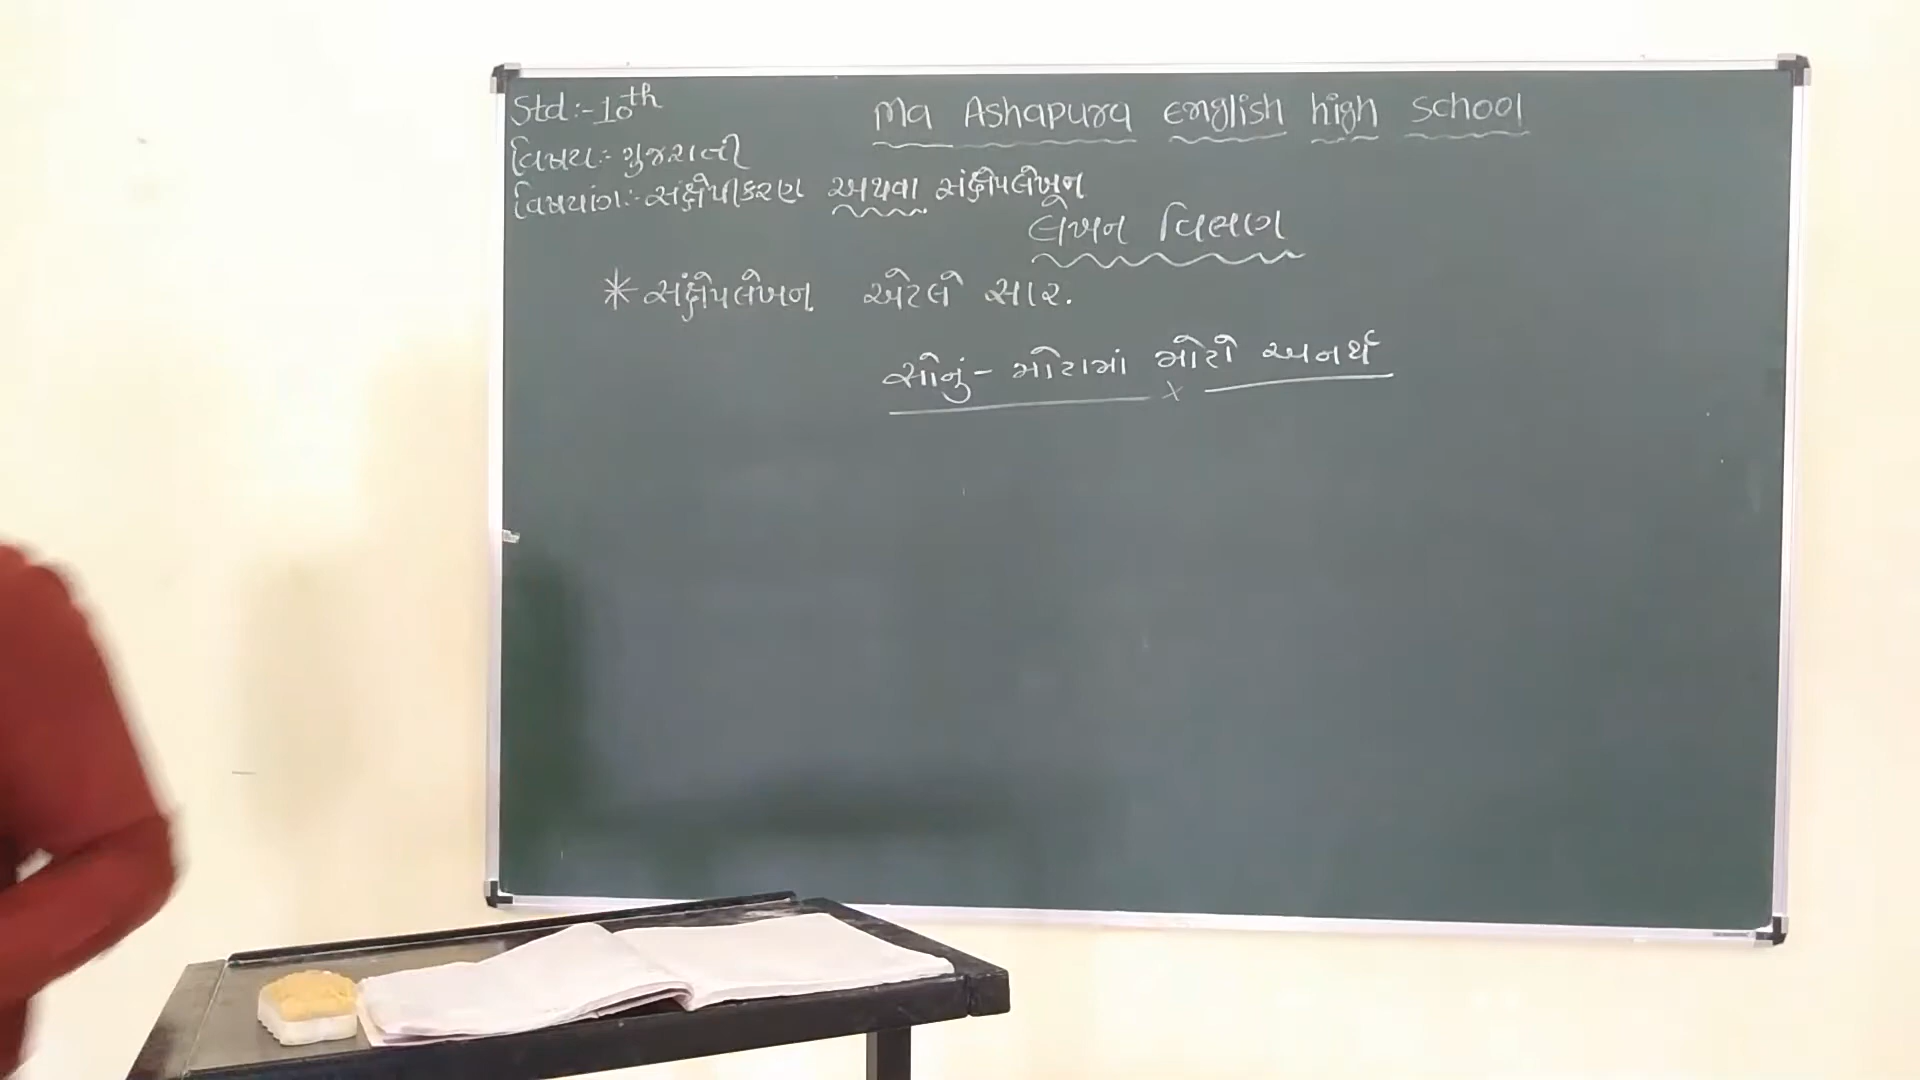 Std:-10th
Ma Ashapura English high school
વિષય:- ગુજરાતી
વિષયાંગ:- સંક્ષેપીકરણ અથવા સંક્ષેપલેખન
લેખન વિભાગ
* સંક્ષેપલેખન એટલે સાર.
સોનું - મોટામાં મોટો અનર્થ
x